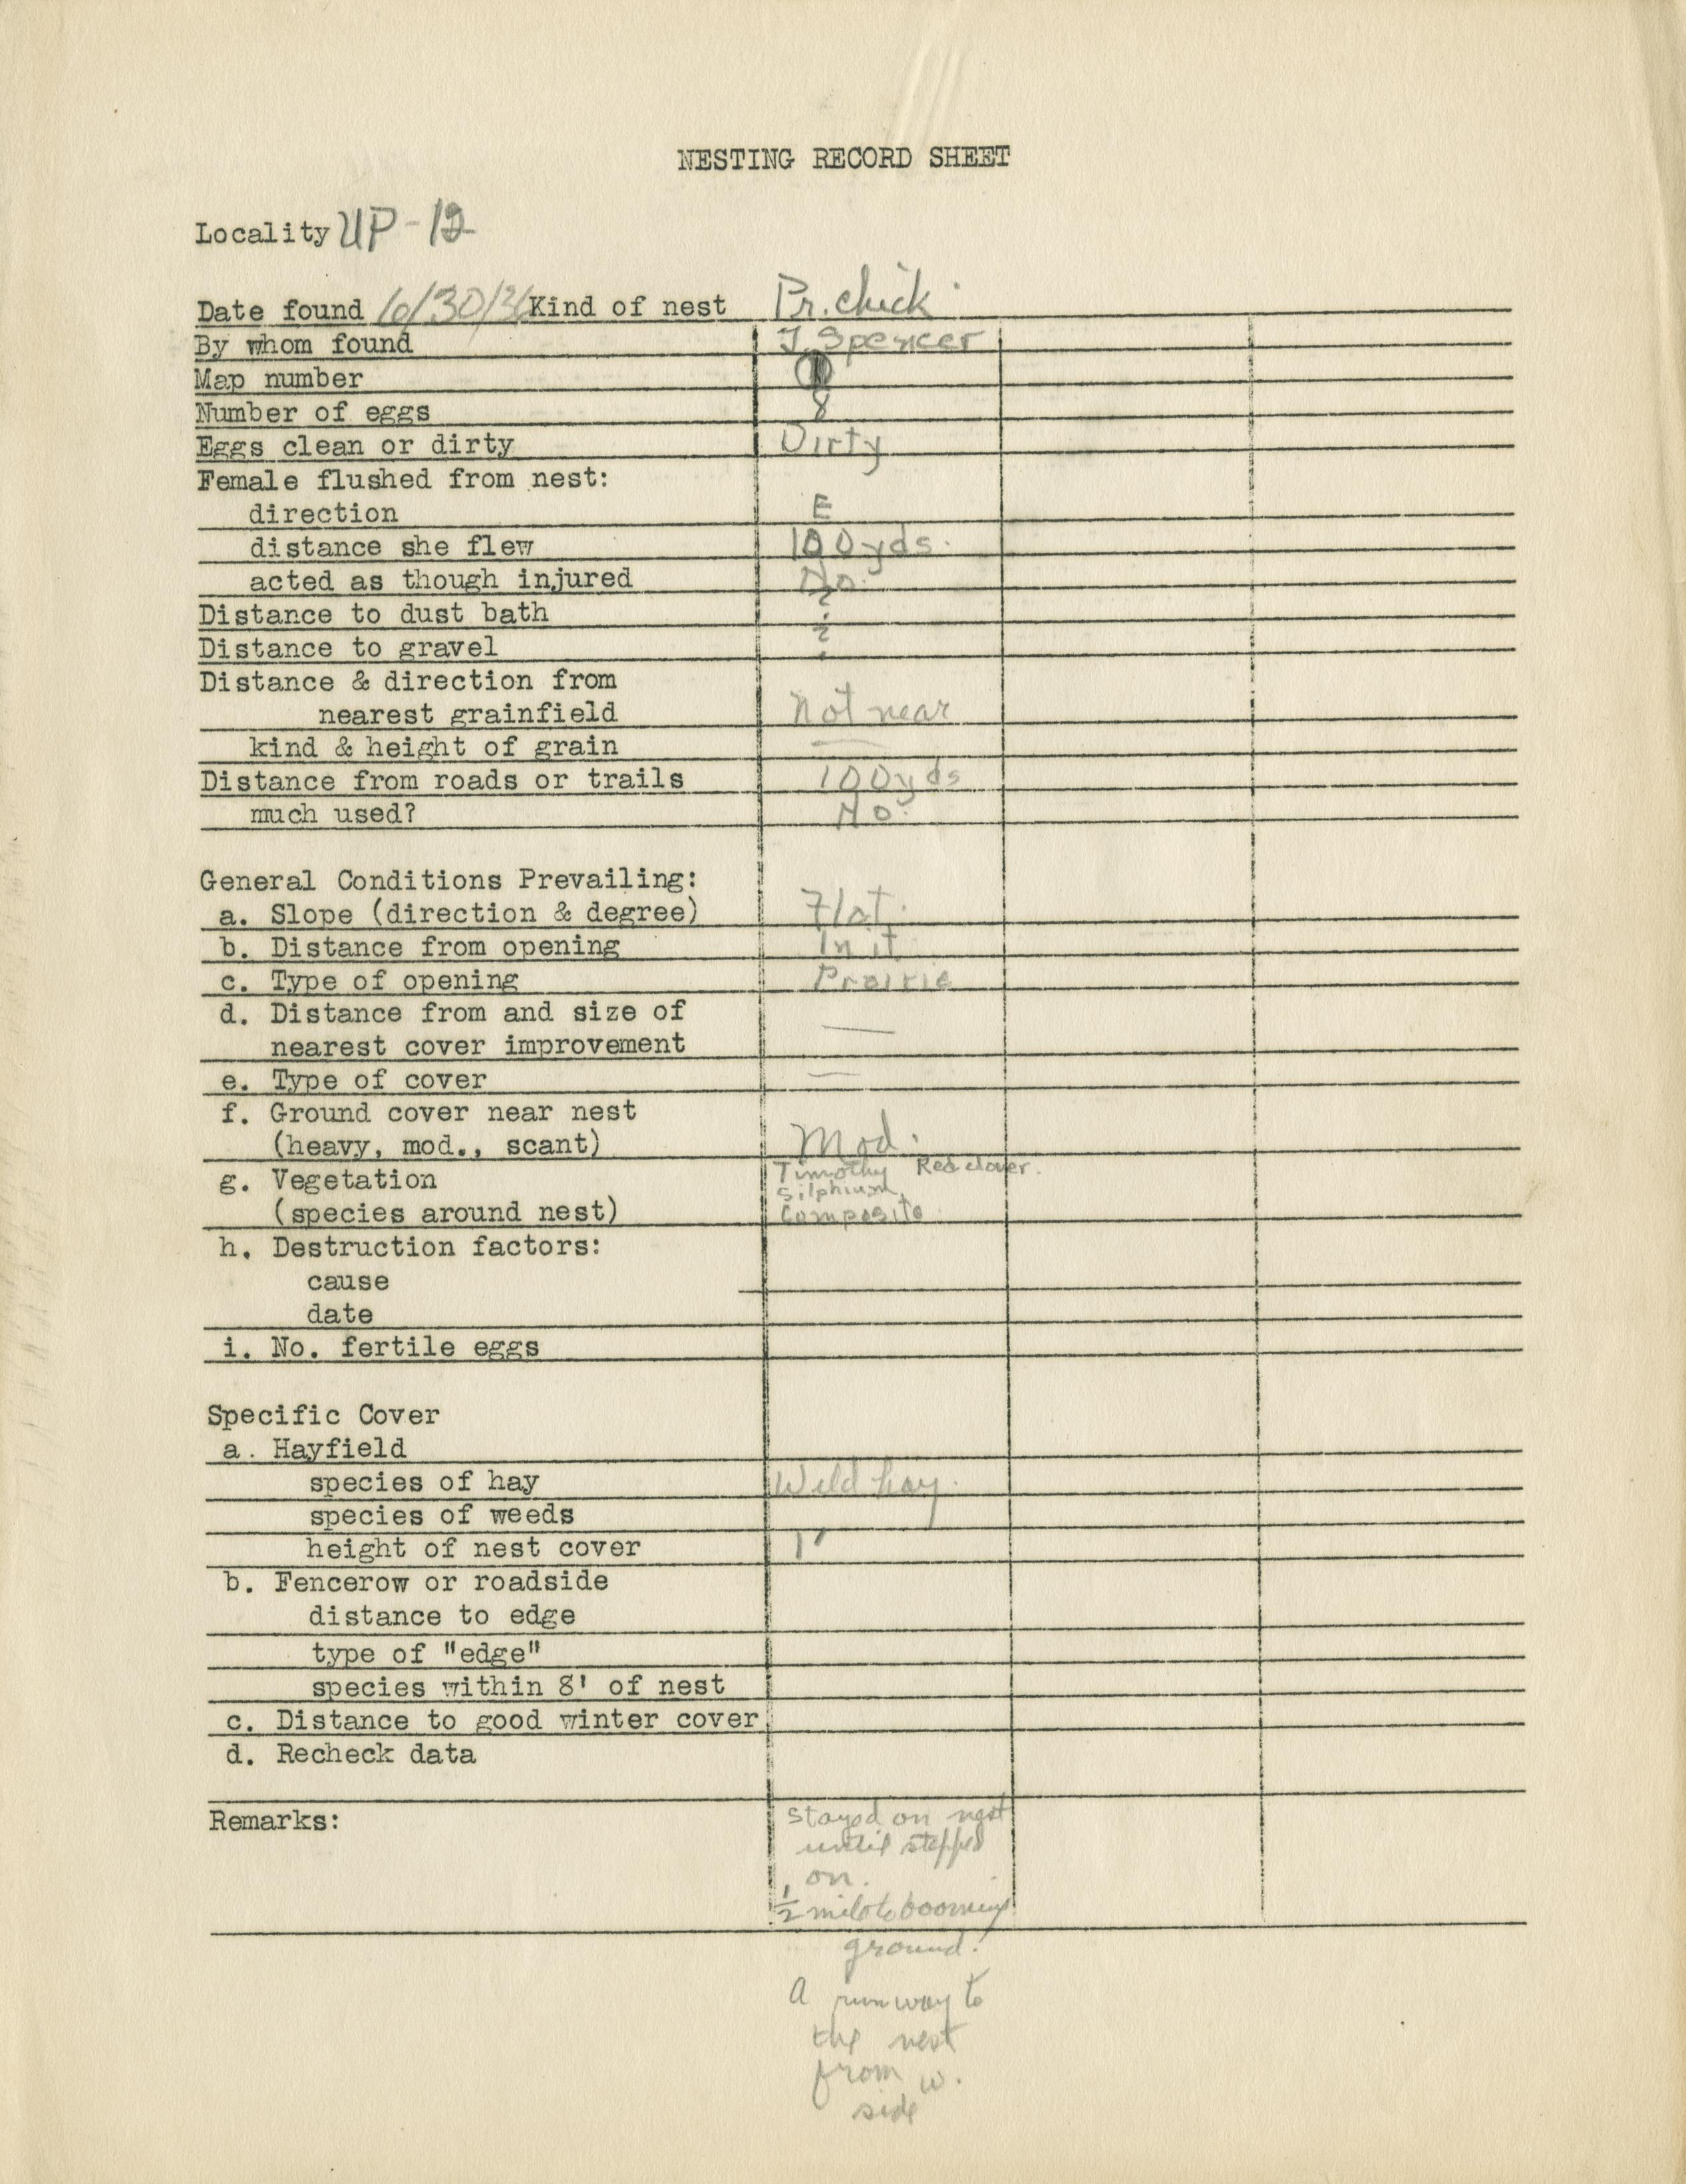 NESTING RECORD SHEET
Locality UP-12
Date found 6/30/36 Kind of nest Pr. chick.
By whom found J. Spencer
Map number
Number of eggs 8
Eggs clean or dirty Dirty
Female flushed from nest:
direction E
distance she flew 100 yds.
acted as though injured No.
Distance to dust bath ?
Distance to gravel ?
Distance & direction from
nearest grainfield Not near
kind & height of grain —
Distance from roads or trails 100 yds
much used? No.
General Conditions Prevailing:
a. Slope (direction & degree) Flat.
b. Distance from opening In it
c. Type of opening Prairie
d. Distance from and size of —
nearest cover improvement
e. Type of cover —
f. Ground cover near nest
(heavy, mod., scant) Mod.
g. Vegetation Timothy Red clover.
Silphium
(species around nest) Composite
h. Destruction factors:
cause
date
i. No. fertile eggs
Specific Cover
a. Hayfield
species of hay Wild hay.
species of weeds
height of nest cover 1'
b. Fencerow or roadside
distance to edge
type of "edge"
species within 8' of nest
c. Distance to good winter cover
d. Recheck data
Remarks: stayed on nest
until stepped
on.
1/2 mile to booming
ground.
A runway to
the nest
from w.
side